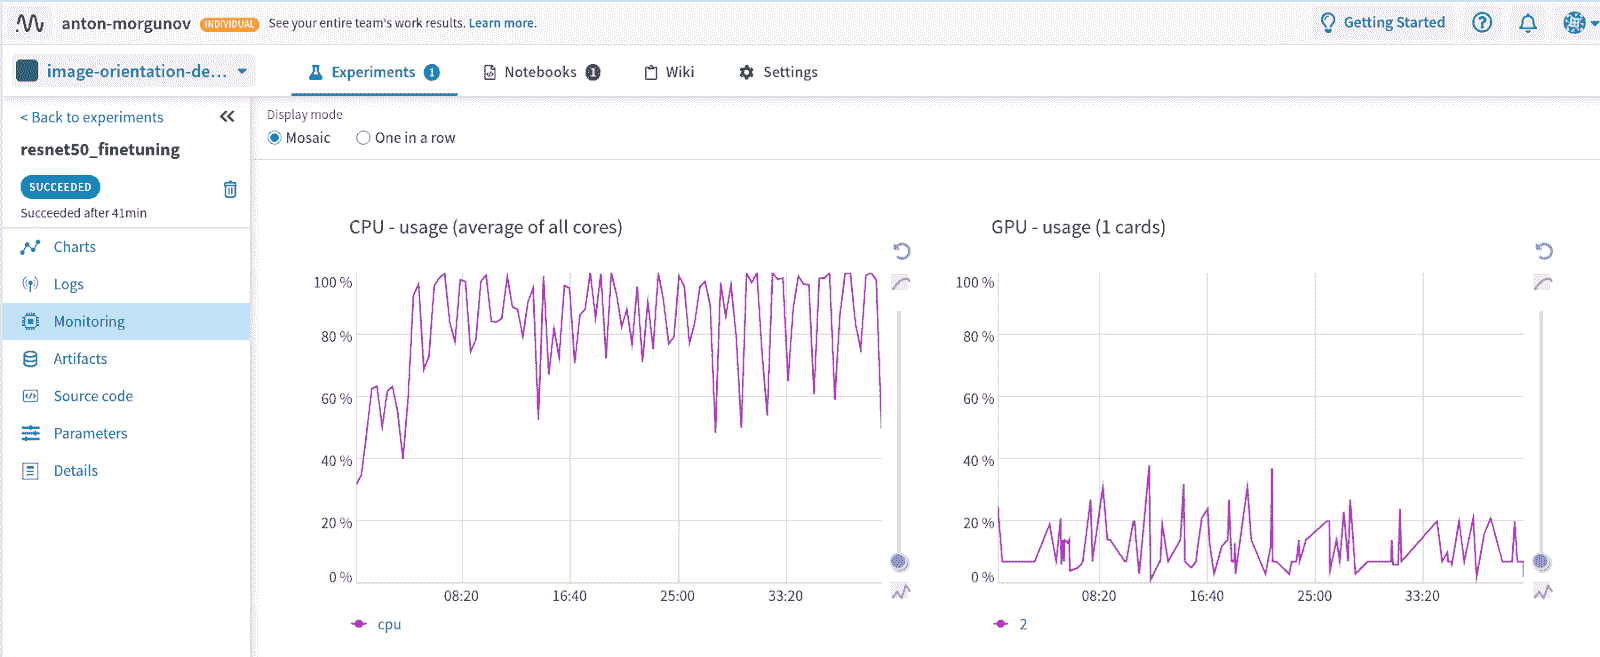 anton-morgunov INDIVIDUAL See your entire team's work results. Learn more.
Getting Started
image-orientation-de...
Experiments 1
Notebooks 1
Wiki
Settings
< Back to experiments
resnet50_finetuning
SUCCEEDED
Succeeded after 41min
Charts
Logs
Monitoring
Artifacts
Source code
Parameters
Details
Display mode
Mosaic
One in a row
CPU - usage (average of all cores)
100 %
80 %
60 %
40 %
20 %
0 %
08:20 16:40 25:00 33:20
cpu
GPU - usage (1 cards)
100 %
80 %
60 %
40 %
20 %
0 %
08:20 16:40 25:00 33:20
2